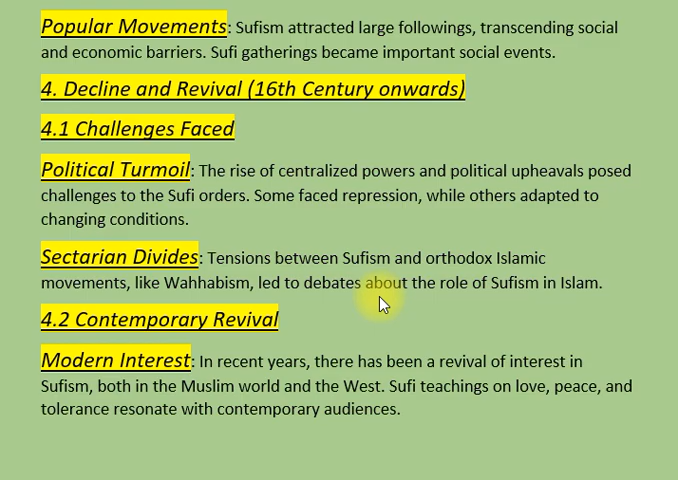 Popular Movements: Sufism attracted large followings, transcending social
and economic barriers. Sufi gatherings became important social events.
4. Decline and Revival (16th Century onwards)
4.1 Challenges Faced
Political Turmoil: The rise of centralized powers and political upheavals posed
challenges to the Sufi orders. Some faced repression, while others adapted to
changing conditions.
Sectarian Divides: Tensions between Sufism and orthodox Islamic
movements, like Wahhabism, led to debates about the role of Sufism in Islam.
4.2 Contemporary Revival
Modern Interest: In recent years, there has been a revival of interest in
Sufism, both in the Muslim world and the West. Sufi teachings on love, peace, and
tolerance resonate with contemporary audiences.